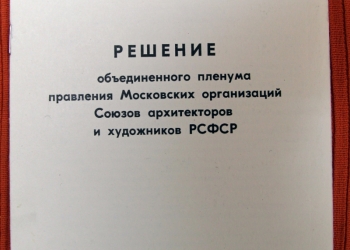 РЕШЕНИЕ
объединенного пленума
правления Московских организаций
Союзов архитекторов
и художников РСФСР